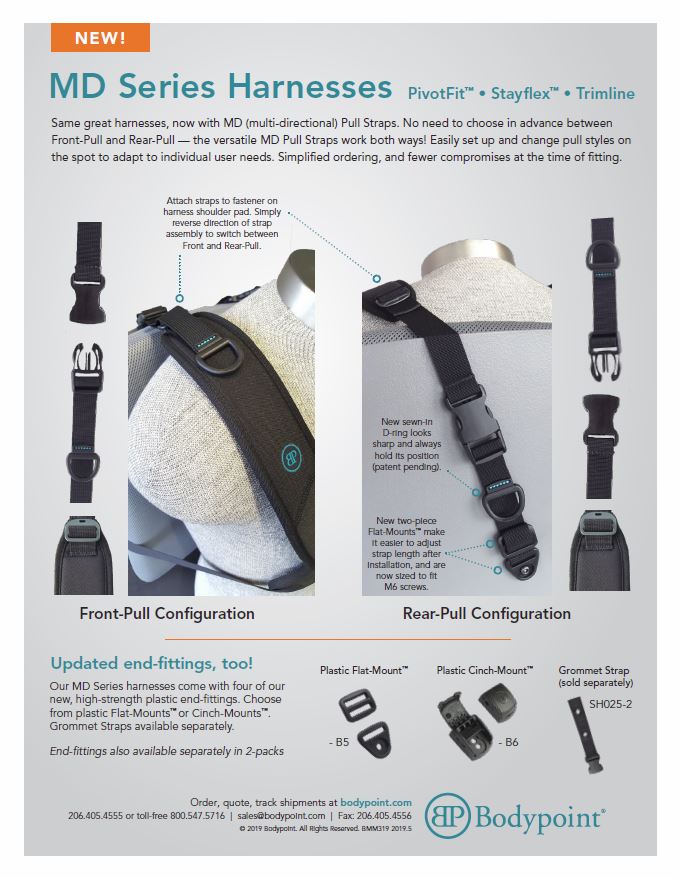 NEW!
MD Series Harnesses PivotFit™ • Stayflex™ • Trimline
Same great harnesses, now with MD (multi-directional) Pull Straps. No need to choose in advance between
Front-Pull and Rear-Pull — the versatile MD Pull Straps work both ways! Easily set up and change pull styles on
the spot to adapt to individual user needs. Simplified ordering, and fewer compromises at the time of fitting.
Attach straps to fastener on
harness shoulder pad. Simply
reverse direction of strap
assembly to switch between
Front and Rear-Pull.
New sewn-in
D-ring looks
sharp and always
hold its position
(patent pending).
New two-piece
Flat-Mounts™ make
it easier to adjust
strap length after
installation, and are
now sized to fit
M6 screws.
BP
Front-Pull Configuration
Rear-Pull Configuration
Updated end-fittings, too!
Our MD Series harnesses come with four of our
new, high-strength plastic end-fittings. Choose
from plastic Flat-Mounts™ or Cinch-Mounts™.
Grommet Straps available separately.
End-fittings also available separately in 2-packs
Plastic Flat-Mount™
- B5
Plastic Cinch-Mount™
- B6
Grommet Strap
(sold separately)
SH025-2
Order, quote, track shipments at bodypoint.com
206.405.4555 or toll-free 800.547.5716 | sales@bodypoint.com | Fax: 206.405.4556
© 2019 Bodypoint. All Rights Reserved. BMM319 2019.5
BP Bodypoint®